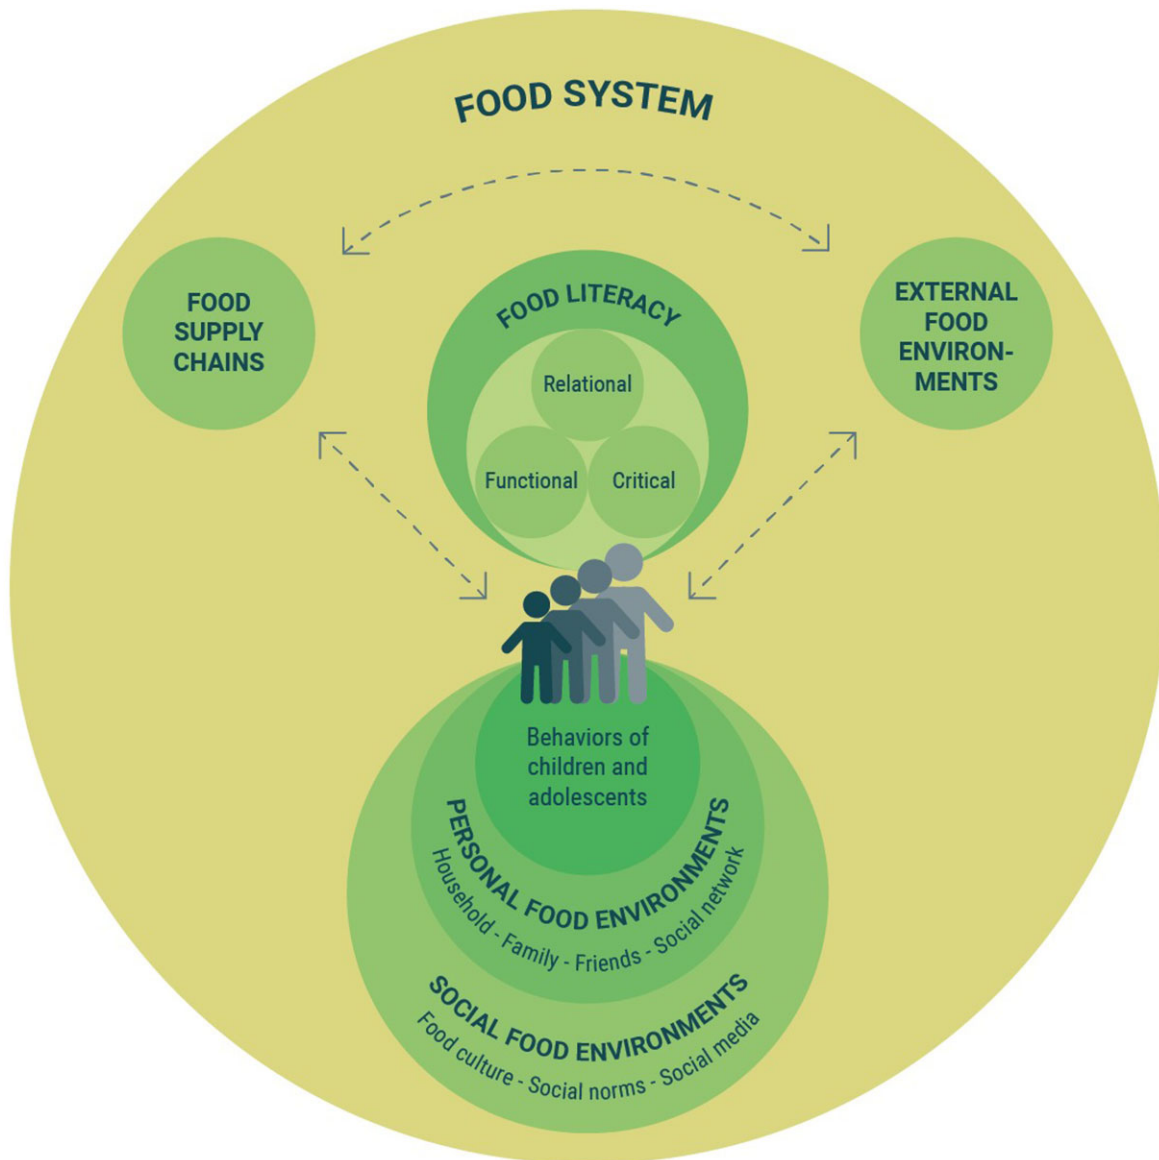 FOOD SYSTEM
FOOD
SUPPLY
CHAINS
EXTERNAL
FOOD
ENVIRON-
MENTS
FOOD LITERACY
Relational
Functional
Critical
Behaviors of
children and
adolescents
PERSONAL FOOD ENVIRONMENTS
Household - Family - Friends - Social network
SOCIAL FOOD ENVIRONMENTS
Food culture - Social norms - Social media